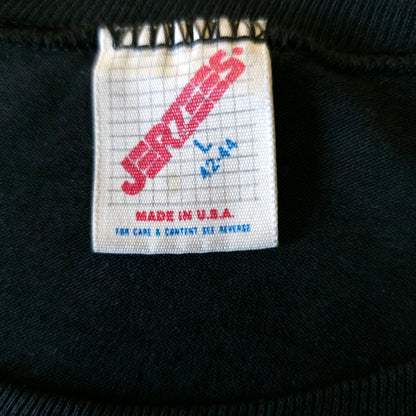 JERZEES
L
42-44
MADE IN U.S.A.
FOR CARE & CONTENT SEE REVERSE